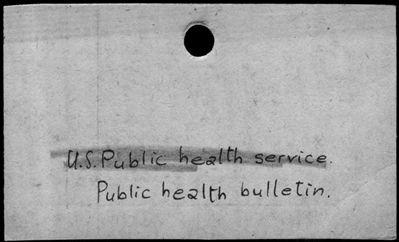 U.S. Public health service.
Public health bulletin.